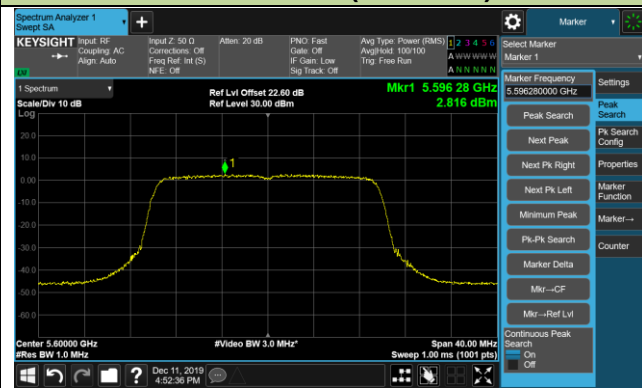 Spectrum Analyzer 1
Swept SA
Marker
KEYSIGHT
Input: RF
Coupling: AC
Align: Auto
Input Z: 50 Ω
Corrections: Off
Freq Ref: Int (S)
NFE: Off
Atten: 20 dB
PNO: Fast
Gate: Off
IF Gain: Low
Sig Track: Off
Avg Type: Power (RMS)
Avg|Hold: 100/100
Trig: Free Run
1 2 3 4 5 6
A W W W W W
A N N N N N
Select Marker
Marker 1
1 Spectrum
Scale/Div 10 dB
Log
Ref Lvl Offset 22.60 dB
Ref Level 30.00 dBm
Mkr1 5.596 28 GHz
2.816 dBm
20.0
10.0
0.00
-10.0
-20.0
-30.0
-40.0
-50.0
-60.0
1
Center 5.60000 GHz
#Res BW 1.0 MHz
#Video BW 3.0 MHz*
Span 40.00 MHz
Sweep 1.00 ms (1001 pts)
Marker Frequency
5.596280000 GHz
Peak Search
Next Peak
Next Pk Right
Next Pk Left
Minimum Peak
Pk-Pk Search
Marker Delta
Mkr→CF
Mkr→Ref Lvl
Continuous Peak
Search
On
Off
Settings
Peak
Search
Pk Search
Config
Properties
Marker
Function
Marker→
Counter
?
Dec 11, 2019
4:52:36 PM